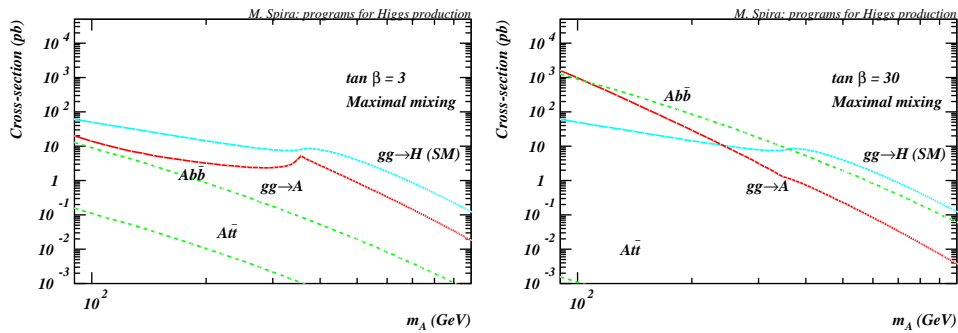 M. Spira: programs for Higgs production
Cross-section (pb)
10⁴
10³
10²
10
1
10⁻¹
10⁻²
10⁻³
tan β = 3
Maximal mixing
gg→H (SM)
Abb̄
gg→A
Att̄
10²
m_A (GeV)
M. Spira: programs for Higgs production
Cross-section (pb)
10⁴
10³
10²
10
1
10⁻¹
10⁻²
10⁻³
tan β = 30
Abb̄
Maximal mixing
gg→H (SM)
gg→A
Att̄
10²
m_A (GeV)